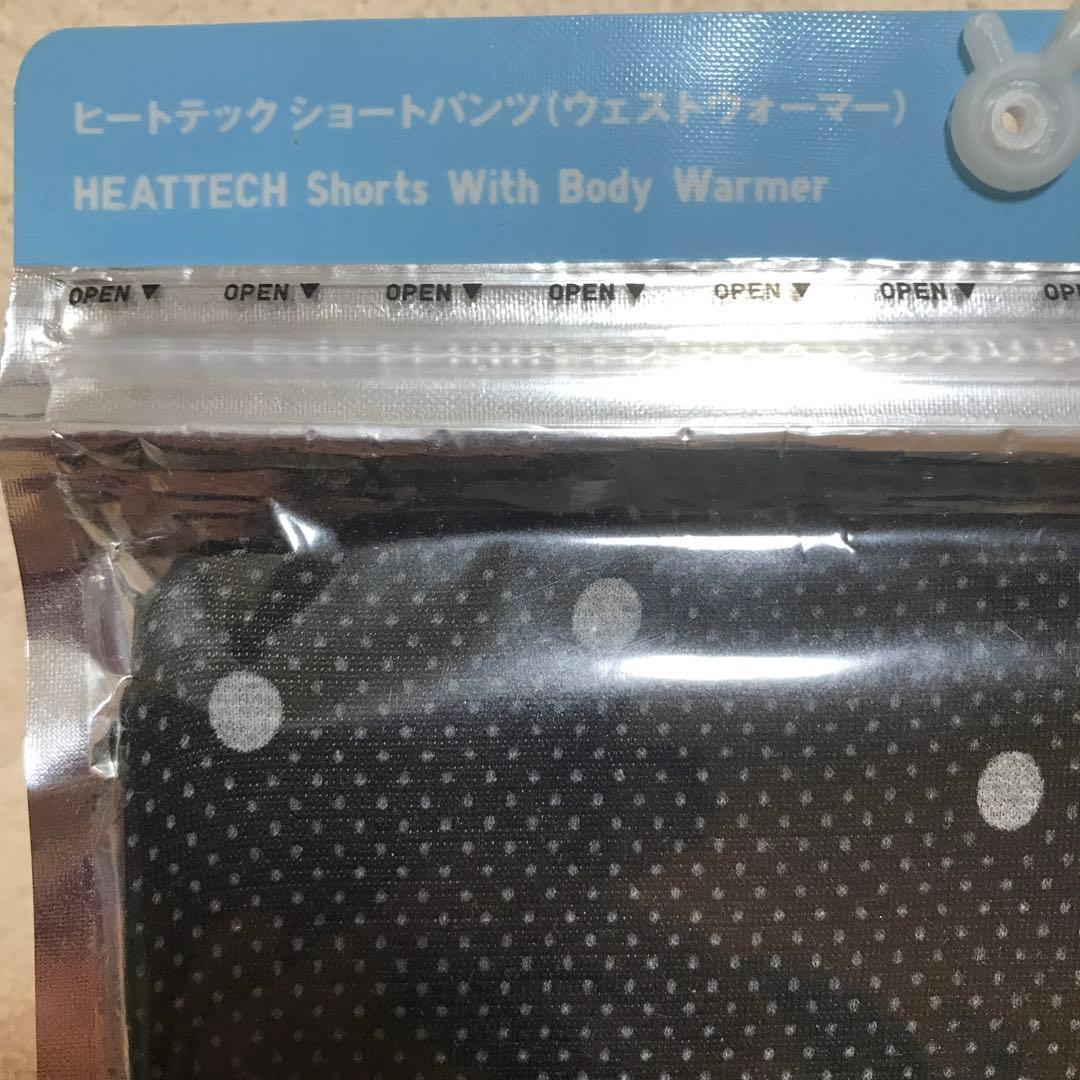 ヒートテック ショートパンツ(ウェストウォーマー)
HEATTECH Shorts With Body Warmer
OPEN▼ OPEN▼ OPEN▼ OPEN▼ OPEN▼ OPEN▼